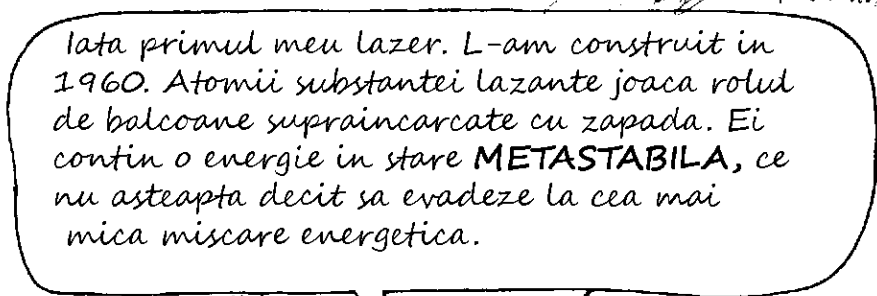 Iata primul meu lazer. L-am construit in
1960. Atomii substantei lazante joaca rolul
de balcoane supraincarcate cu zapada. Ei
contin o energie in stare METASTABILA, ce
nu asteapta decit sa evadeze la cea mai
mica miscare energetica.